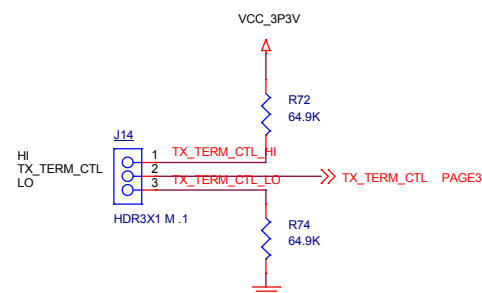 VCC_3P3V
R72
64.9K
J14
HI
TX_TERM_CTL
LO
1
TX_TERM_CTL_HI
2
3
TX_TERM_CTL_LO
TX_TERM_CTL PAGE3
HDR3X1 M .1
R74
64.9K